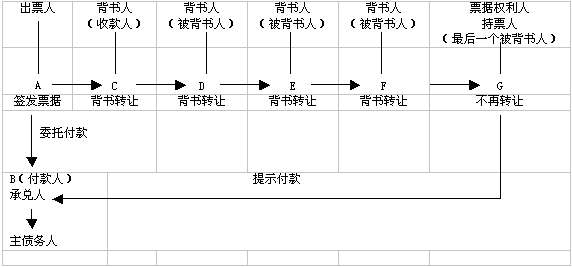 出票人 背书人 背书人 背书人 背书人 票据权利人
（收款人） （被背书人） （被背书人） （被背书人） 持票人
（最后一个被背书人）
A C D E F G
签发票据 背书转让 背书转让 背书转让 背书转让 不再转让
委托付款
B（付款人） 提示付款
承兑人
主债务人